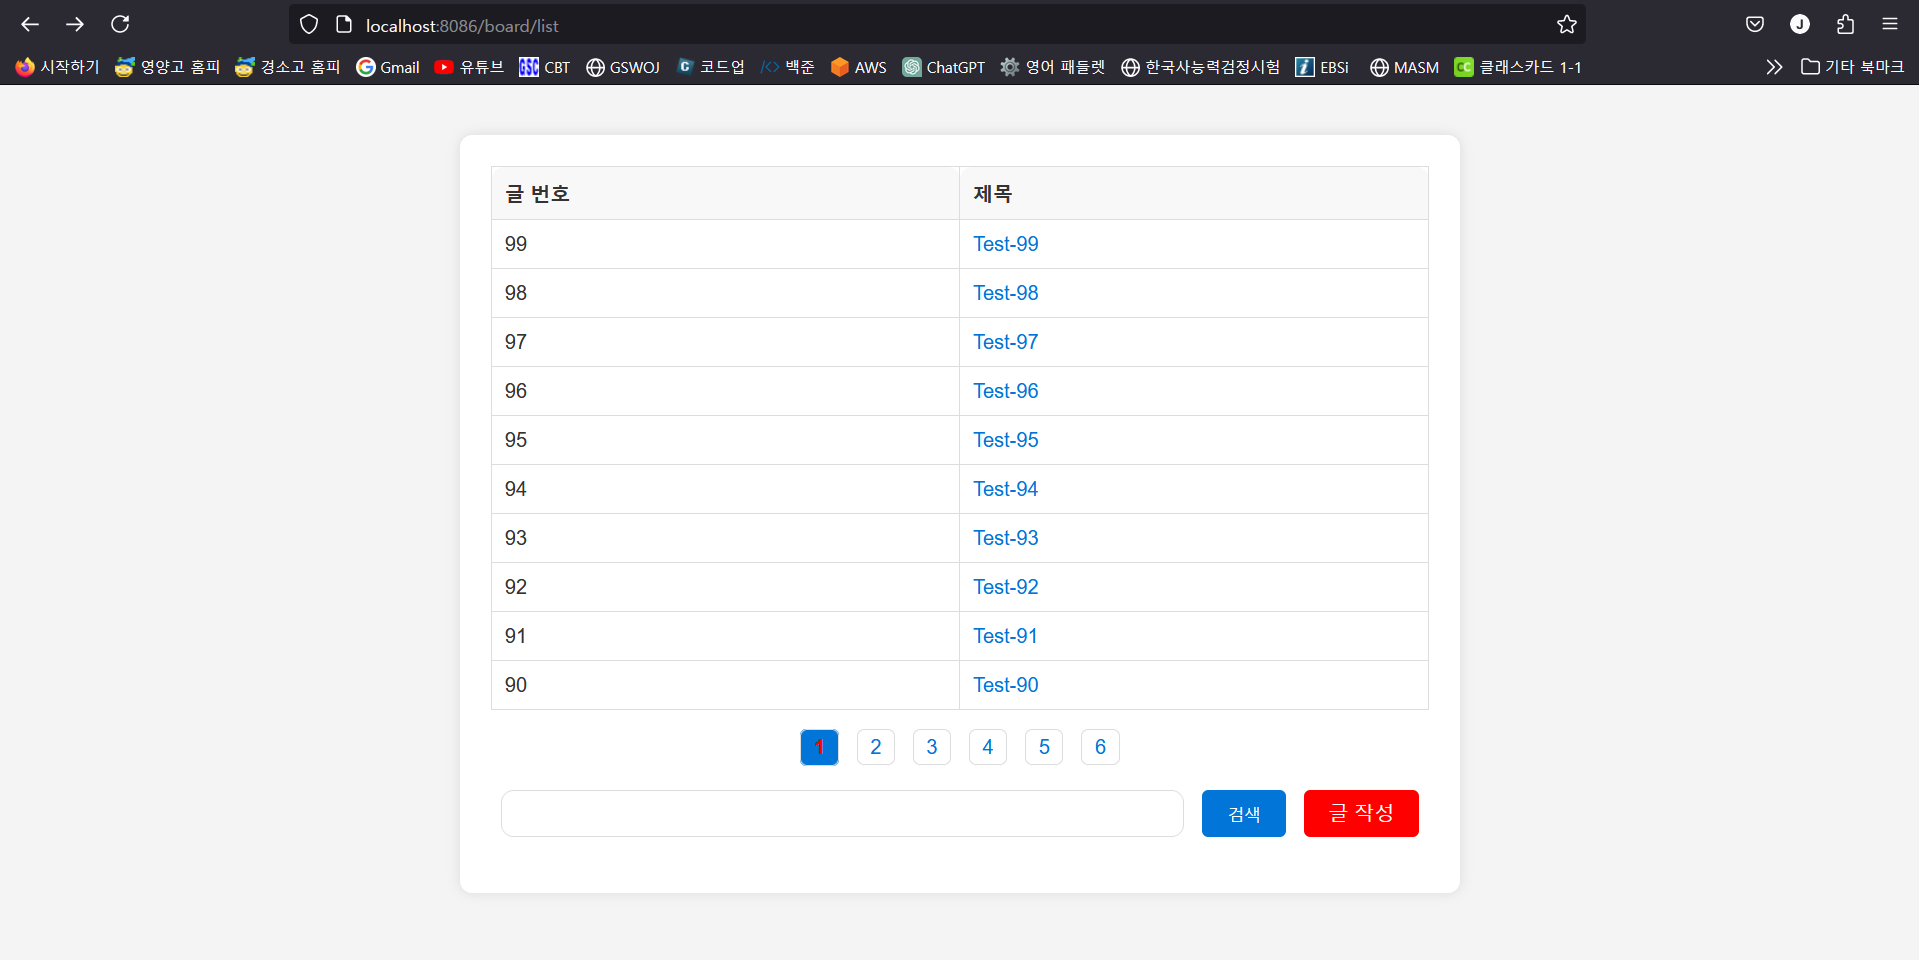 localhost:8086/board/list
J
시작하기 영양고 홈피 경소고 홈피 Gmail 유튜브 CBT GSWOJ 코드업 백준 AWS ChatGPT 영어 패들렛 한국사능력검정시험 EBSi MASM 클래스카드 1-1 기타 북마크
글 번호 제목
99 Test-99
98 Test-98
97 Test-97
96 Test-96
95 Test-95
94 Test-94
93 Test-93
92 Test-92
91 Test-91
90 Test-90
1 2 3 4 5 6
검색 글 작성